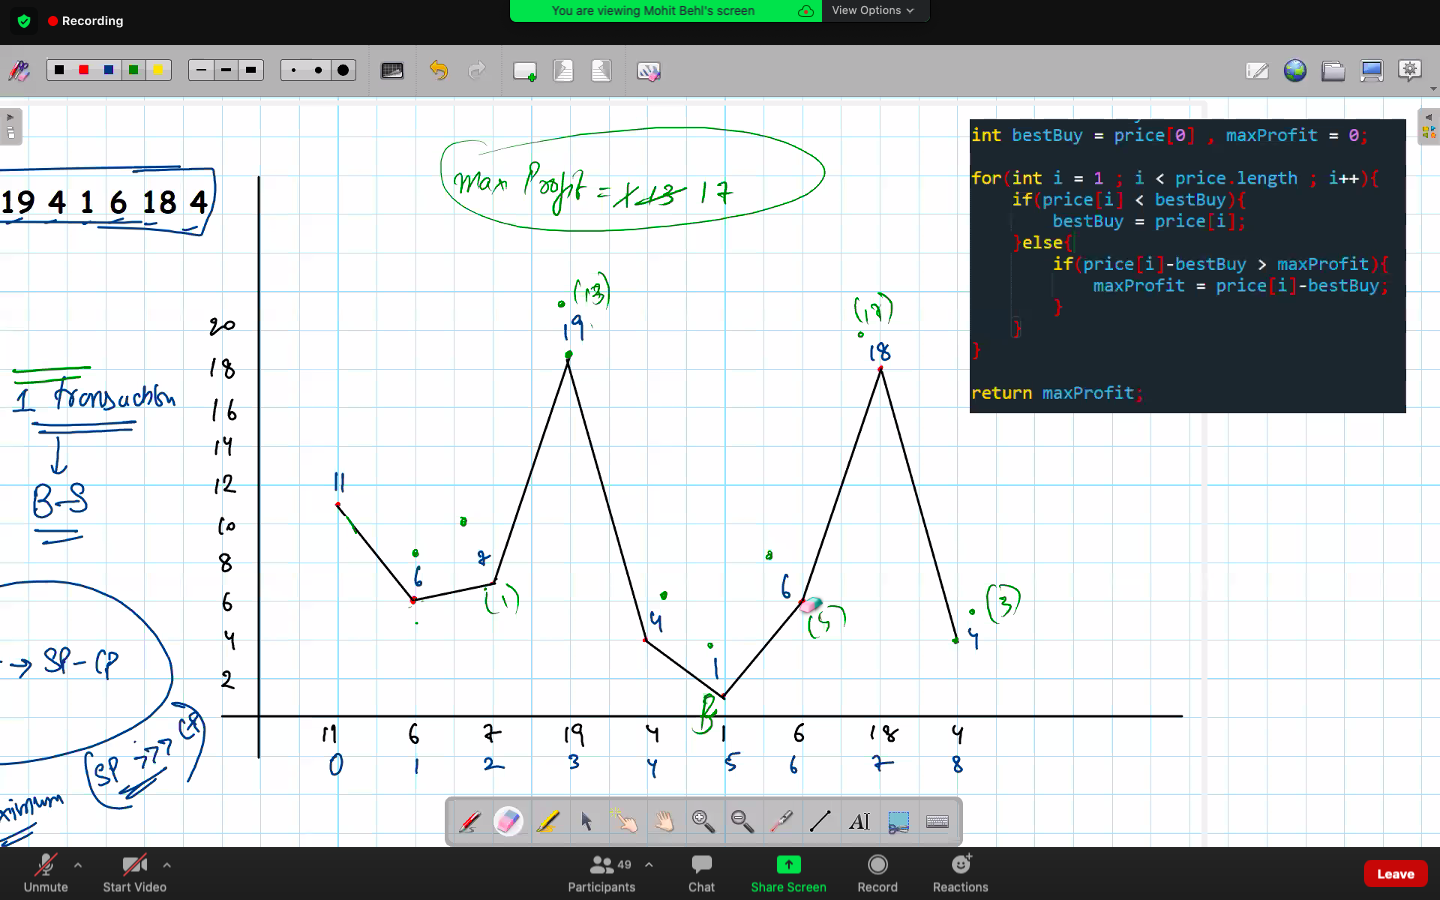 Recording
You are viewing Mohit Behl's screen
View Options
19 4 1 6 18 4
Max Profit = 1 13 17
int bestBuy = price[0] , maxProfit = 0;
for(int i = 1 ; i < price.length ; i++){
if(price[i] < bestBuy){
bestBuy = price[i];
}else{
if(price[i]-bestBuy > maxProfit){
maxProfit = price[i]-bestBuy;
}
}
}
return maxProfit;
1 transaction
B-S
→ SP-CP
(SP >>> CP)
20
18
16
14
12
10
8
6
4
2
11
6
7
(1)
(13)
19
4
1
B
6
(5)
(17)
18
4
(3)
11 6 7 19 4 1 6 18 4
0 1 2 3 4 5 6 7 8
AI
Unmute
Start Video
49
Participants
Chat
Share Screen
Record
Reactions
Leave